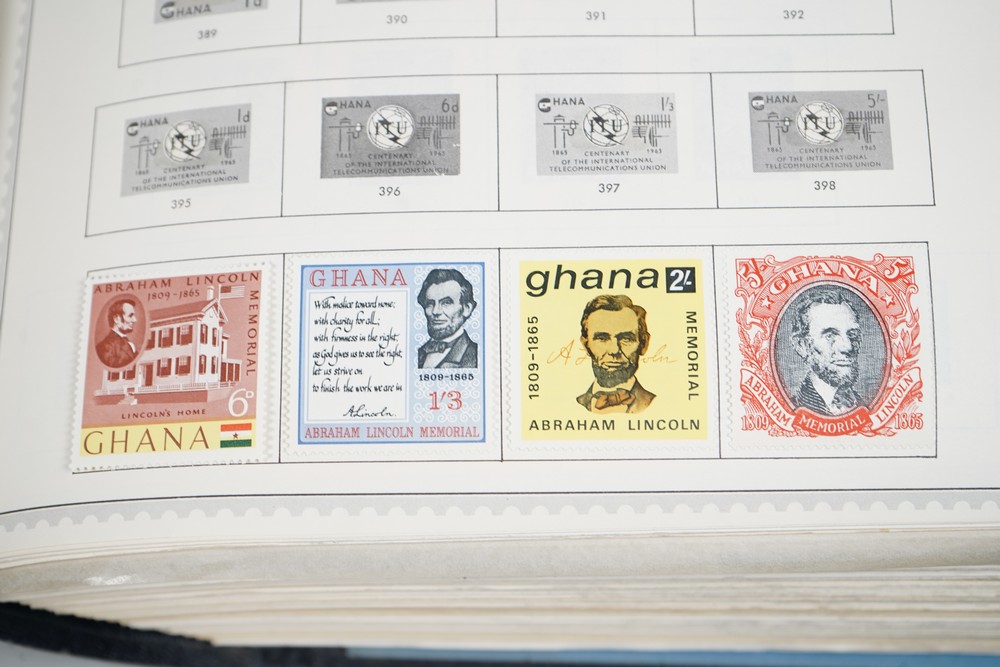 GHANA 1d
389
390
391
392
GHANA 1d
ITU
1865 1965
CENTENARY
OF THE INTERNATIONAL
TELECOMMUNICATIONS UNION
395
GHANA 6d
ITU
1865 1965
CENTENARY
OF THE INTERNATIONAL
TELECOMMUNICATIONS UNION
396
GHANA 1/3
ITU
1865 1965
CENTENARY
OF THE INTERNATIONAL
TELECOMMUNICATIONS UNION
397
GHANA 5/-
ITU
1865 1965
CENTENARY
OF THE INTERNATIONAL
TELECOMMUNICATIONS UNION
398
ABRAHAM LINCOLN
MEMORIAL
1809-1865
LINCOLN'S HOME
6D
GHANA
GHANA
With malice toward none;
with charity for all;
with firmness in the right,
as God gives us to see the right,
let us strive on
to finish the work we are in
A. Lincoln
1809-1865
1/3
ABRAHAM LINCOLN MEMORIAL
ghana 2/-
1809-1865
MEMORIAL
A. Lincoln
ABRAHAM LINCOLN
5/- GHANA 5/-
ABRAHAM LINCOLN
1809 MEMORIAL 1865